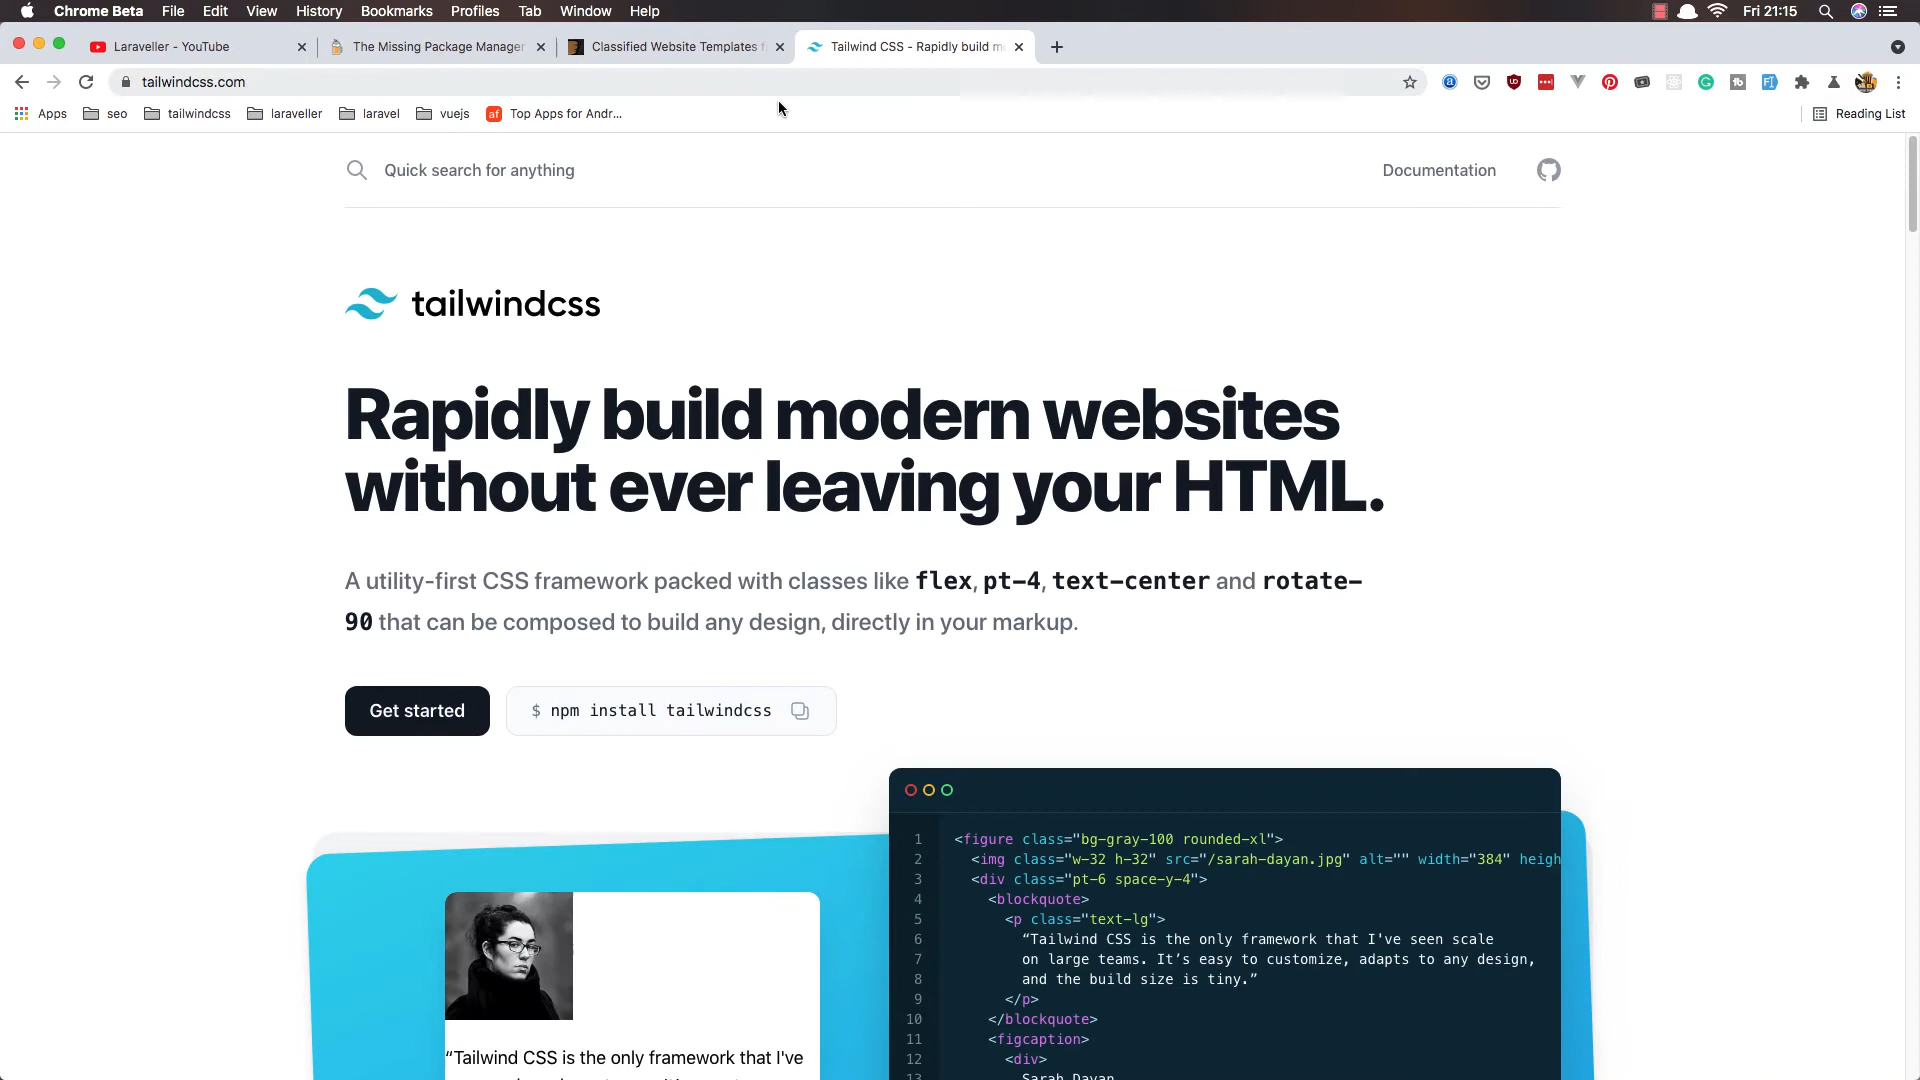 Chrome Beta File Edit View History Bookmarks Profiles Tab Window Help Fri 21:15
Laraveller - YouTube The Missing Package Manager Classified Website Templates f Tailwind CSS - Rapidly build m
tailwindcss.com
Apps seo tailwindcss laraveller laravel vuejs af Top Apps for Andr... Reading List
Quick search for anything Documentation
tailwindcss
Rapidly build modern websites
without ever leaving your HTML.
A utility-first CSS framework packed with classes like flex, pt-4, text-center and rotate-
90 that can be composed to build any design, directly in your markup.
Get started $ npm install tailwindcss
1 <figure class="bg-gray-100 rounded-xl">
2 <img class="w-32 h-32" src="/sarah-dayan.jpg" alt="" width="384" heigh
3 <div class="pt-6 space-y-4">
4 <blockquote>
5 <p class="text-lg">
6 “Tailwind CSS is the only framework that I've seen scale
7 on large teams. It’s easy to customize, adapts to any design,
8 and the build size is tiny.”
9 </p>
10 </blockquote>
11 <figcaption>
12 <div>
13 Sarah Dayan
“Tailwind CSS is the only framework that I've